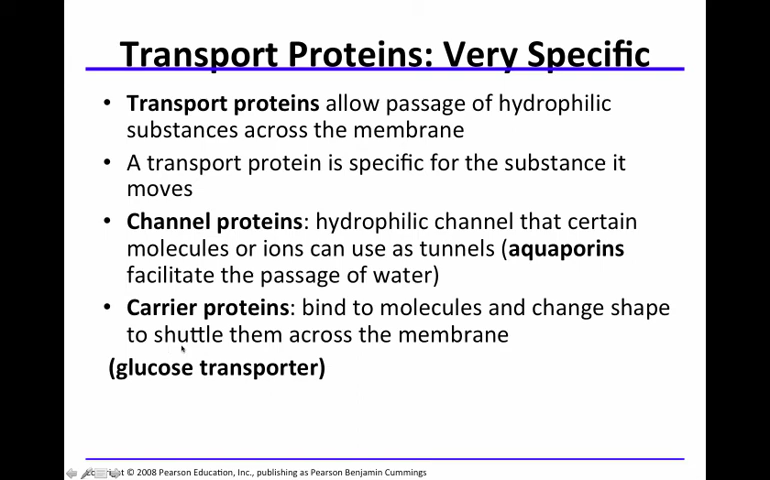 Transport Proteins: Very Specific
• Transport proteins allow passage of hydrophilic
substances across the membrane
• A transport protein is specific for the substance it
moves
• Channel proteins: hydrophilic channel that certain
molecules or ions can use as tunnels (aquaporins
facilitate the passage of water)
• Carrier proteins: bind to molecules and change shape
to shuttle them across the membrane
(glucose transporter)
© 2008 Pearson Education, Inc., publishing as Pearson Benjamin Cummings